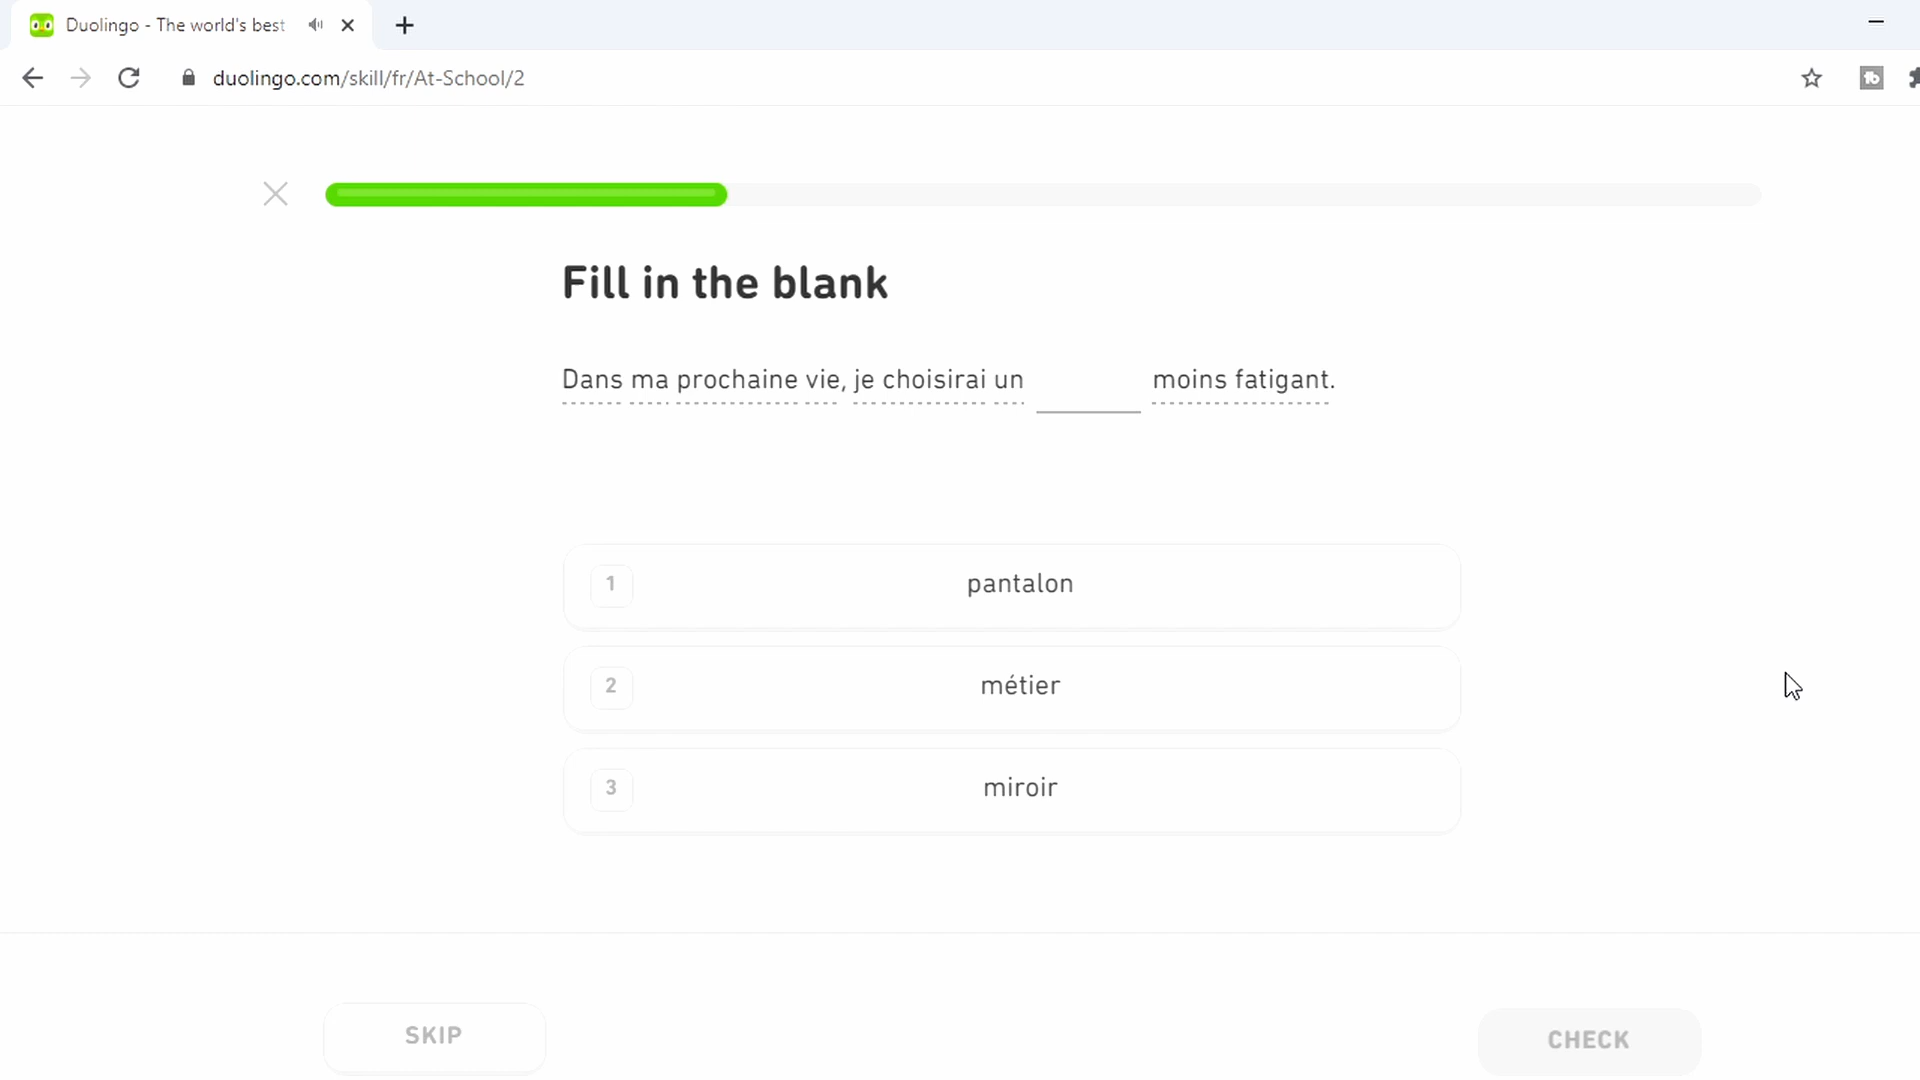 Duolingo - The world's best
duolingo.com/skill/fr/At-School/2
Fill in the blank
Dans ma prochaine vie, je choisirai un moins fatigant.
1 pantalon
2 métier
3 miroir
SKIP
CHECK